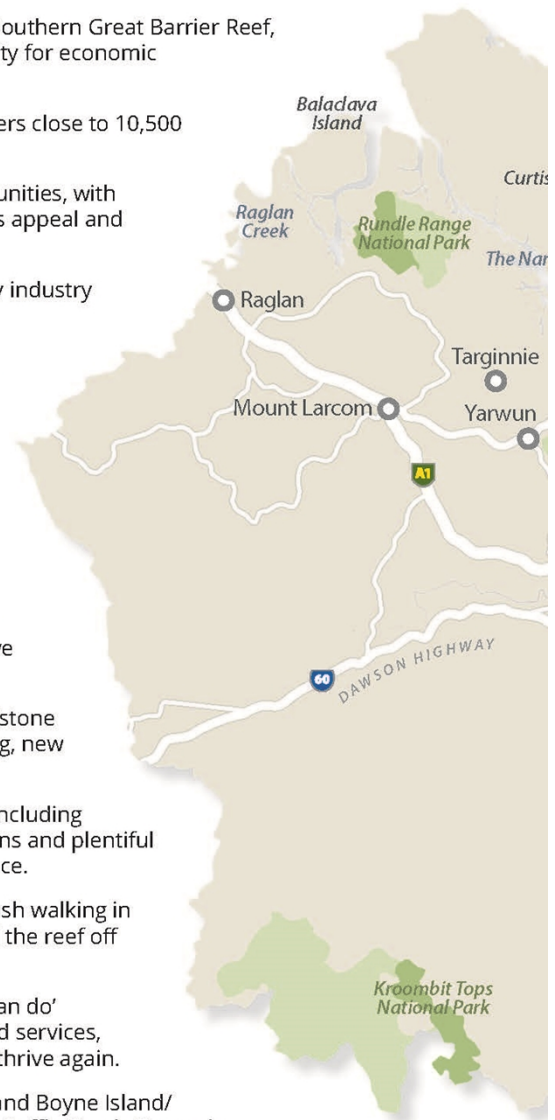 outhern Great Barrier Reef,
ty for economic
ers close to 10,500
unities, with
s appeal and
y industry
ve
stone
g, new
ncluding
ns and plentiful
ce.
sh walking in
the reef off
an do’
d services,
thrive again.
and Boyne Island/
Balaclava
Island
Curtis
Raglan
Creek
Rundle Range
National Park
The Nar
Raglan
Targinnie
Mount Larcom
Yarwun
A1
60
DAWSON HIGHWAY
Kroombit Tops
National Park